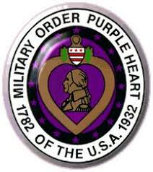 MILITARY ORDER PURPLE HEART
1782 OF THE U.S.A. 1932